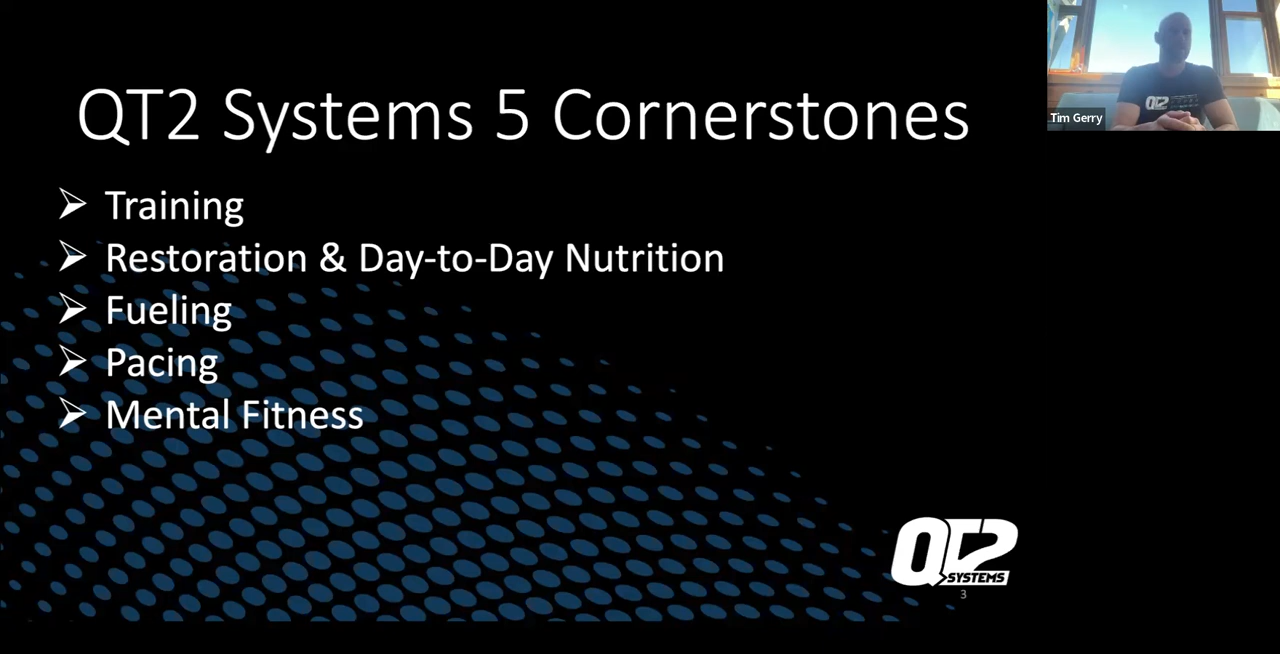 QT2 Systems 5 Cornerstones
Training
Restoration & Day-to-Day Nutrition
Fueling
Pacing
Mental Fitness
QT2
SYSTEMS
3
QT2
Tim Gerry